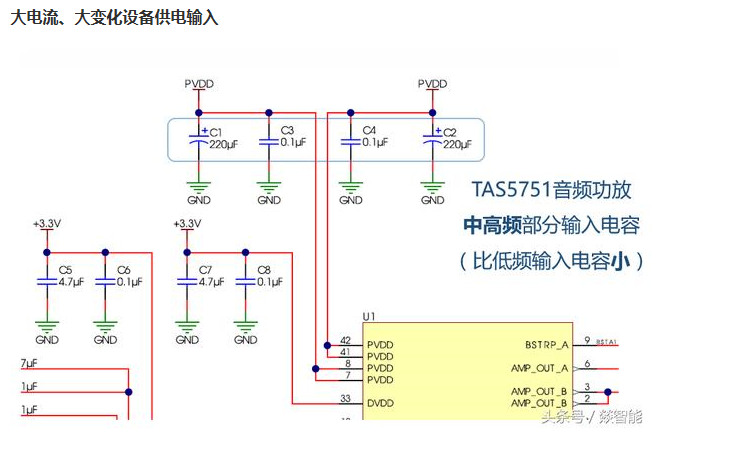 大电流、大变化设备供电输入
PVDD PVDD
C1 C3 C4 C2
220μF 0.1μF 0.1μF 220μF
GND GND GND GND
TAS5751音频功放
中高频部分输入电容
（比低频输入电容小）
+3.3V +3.3V
C5 C6 C7 C8
4.7μF 0.1μF 4.7μF 0.1μF
GND GND GND GND
U1
42 PVDD BSTRP_A 9 BSTA1
41 PVDD
8 PVDD AMP_OUT_A 6
7 PVDD
AMP_OUT_B 3
33 DVDD AMP_OUT_B 2
7μF
1μF
1μF
头条号 / 燚智能